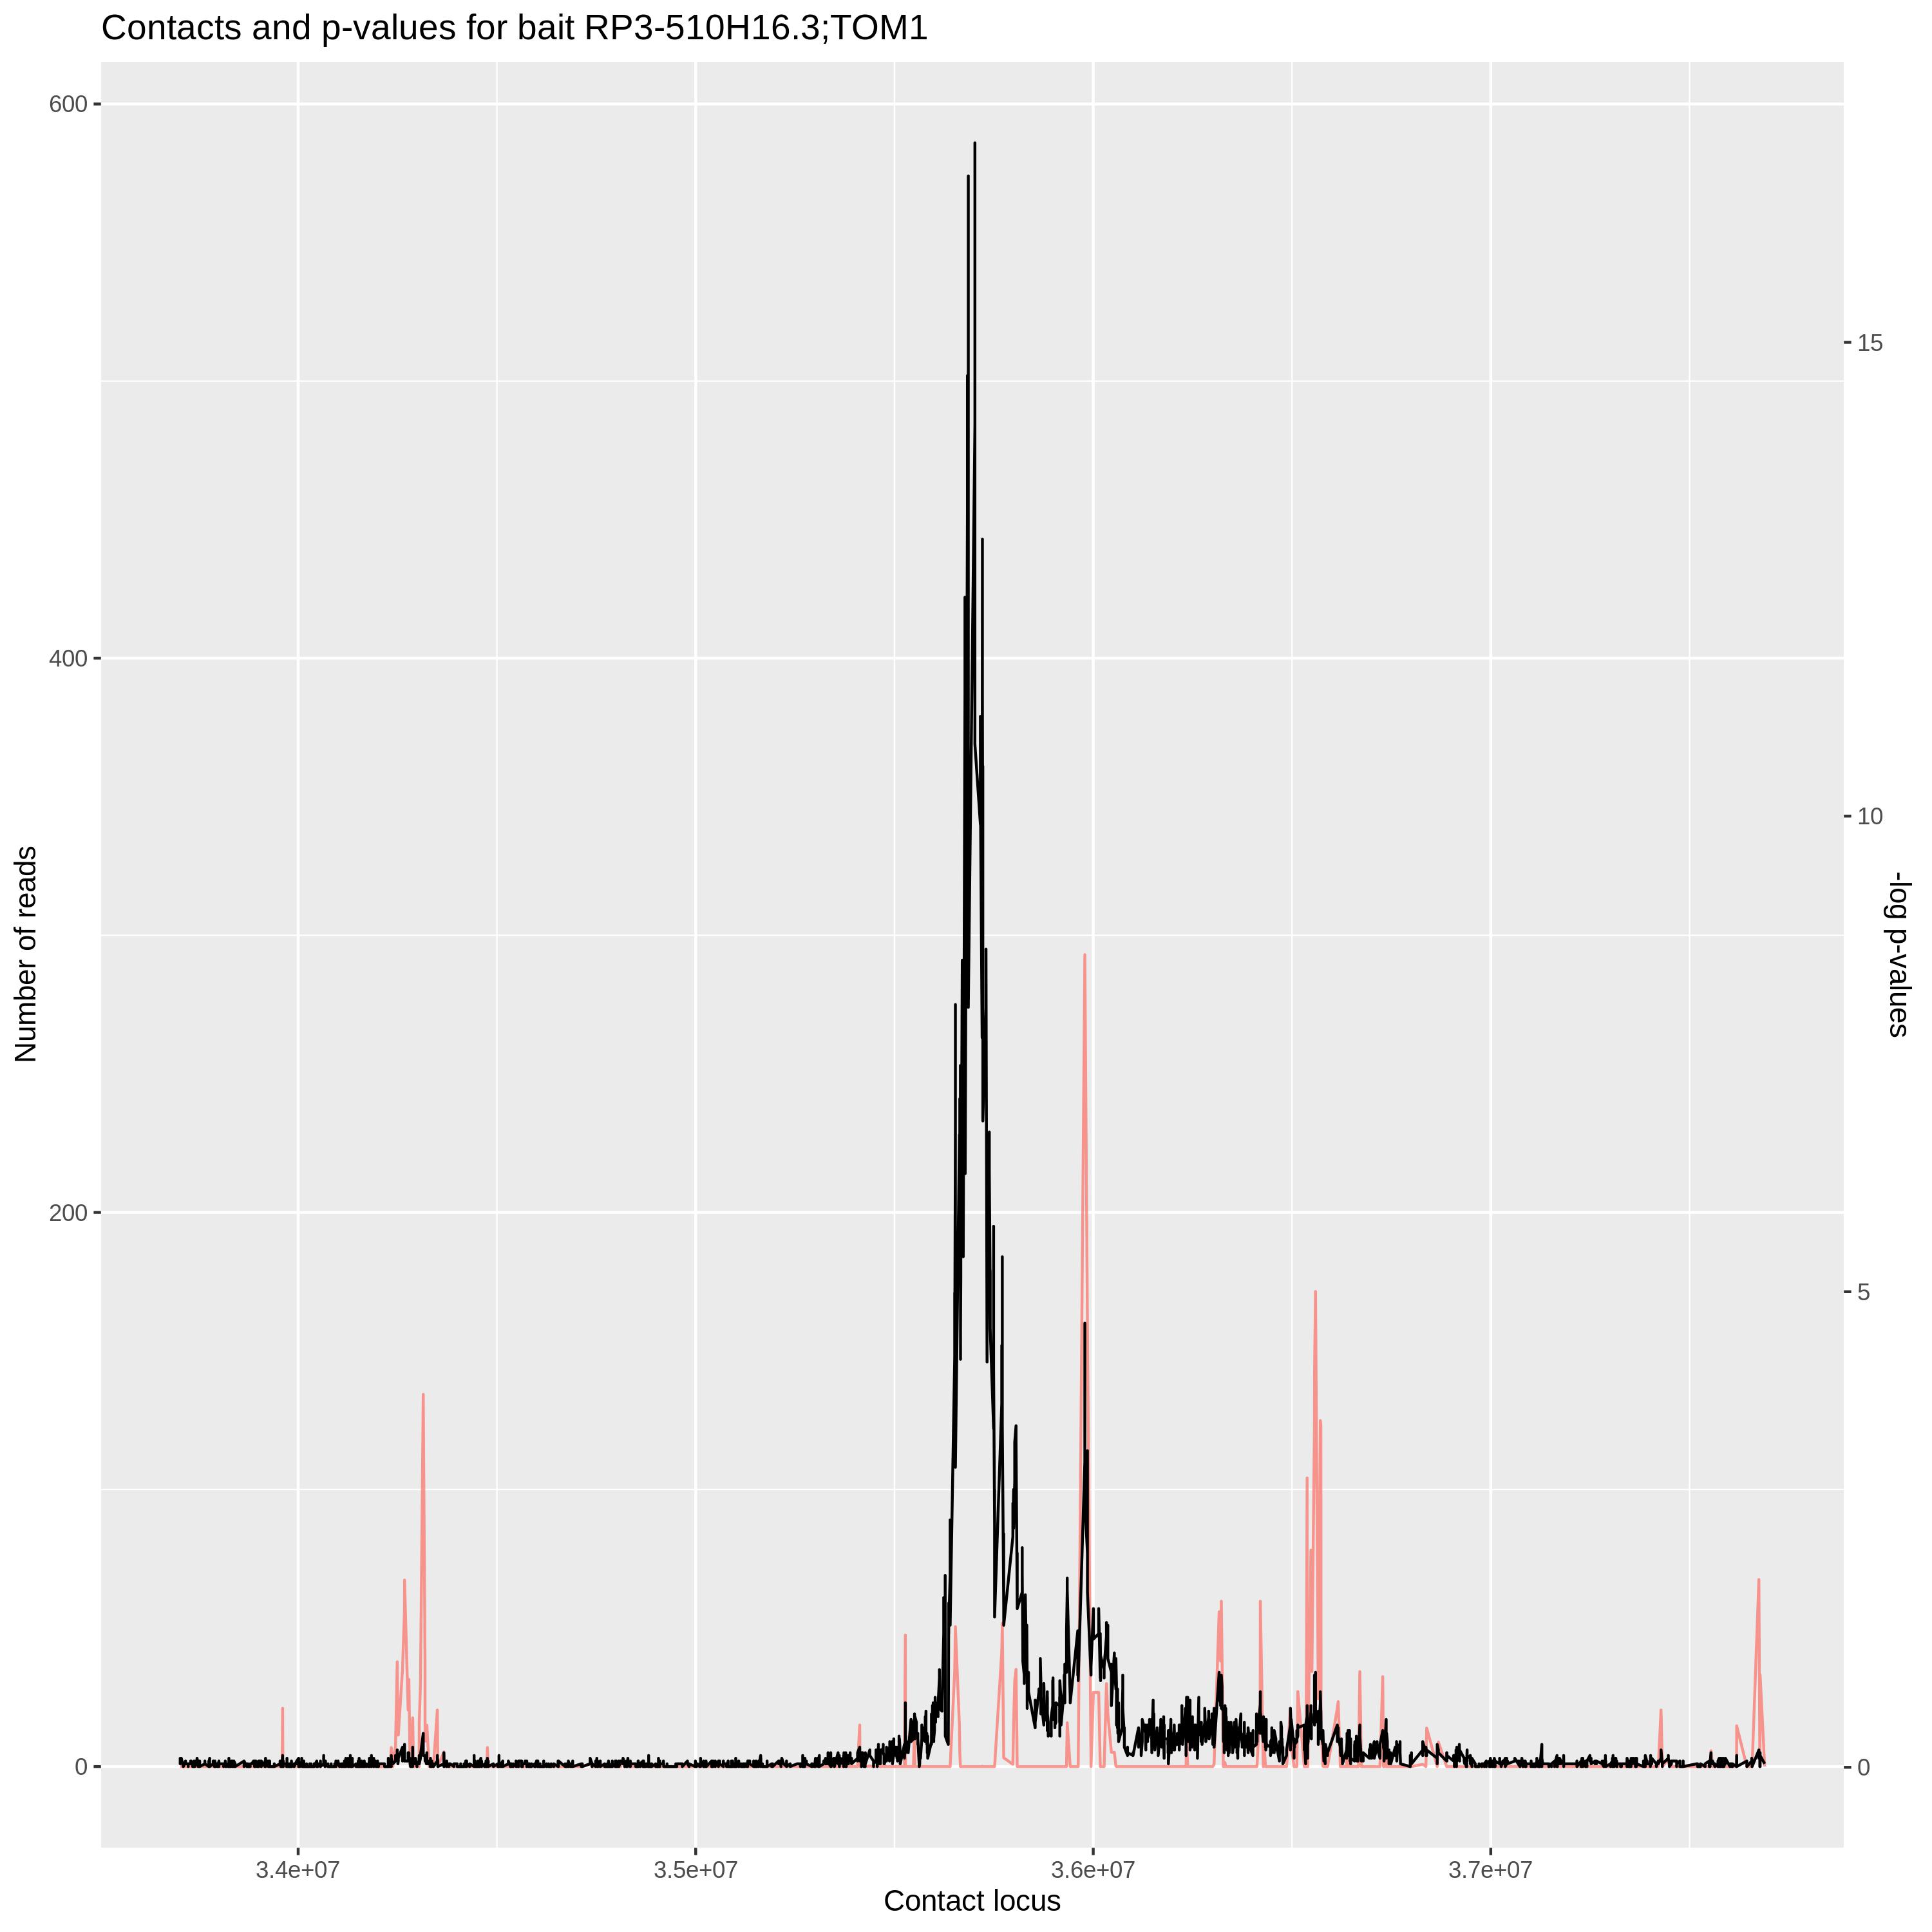 Contacts and p-values for bait RP3-510H16.3;TOM1
600
400
200
0
Number of reads
15
10
5
0
-log p-values
3.4e+07 3.5e+07 3.6e+07 3.7e+07
Contact locus